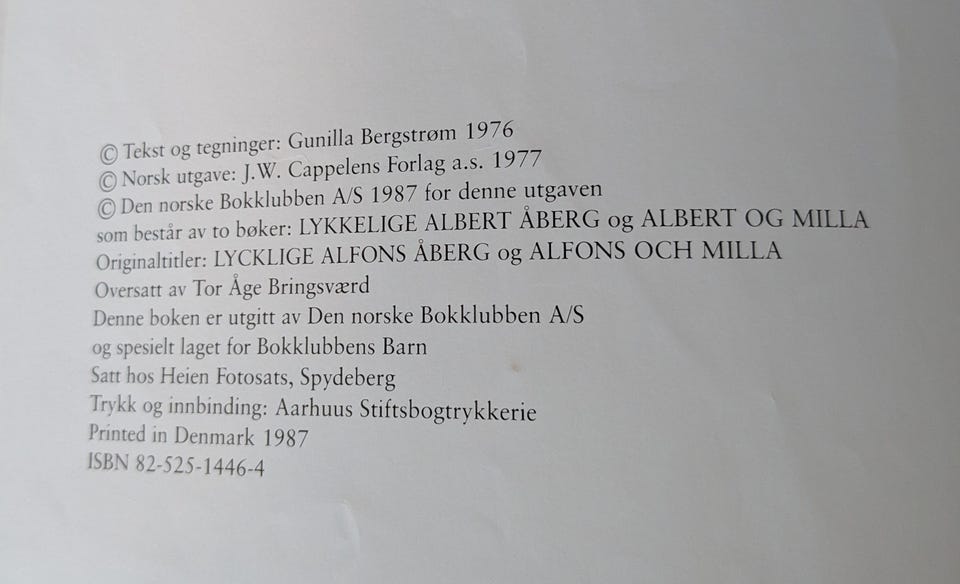 © Tekst og tegninger: Gunilla Bergstrøm 1976
© Norsk utgave: J.W. Cappelens Forlag a.s. 1977
© Den norske Bokklubben A/S 1987 for denne utgaven
som består av to bøker: LYKKELIGE ALBERT ÅBERG og ALBERT OG MILLA
Originaltitler: LYCKLIGE ALFONS ÅBERG og ALFONS OCH MILLA
Oversatt av Tor Åge Bringsværd
Denne boken er utgitt av Den norske Bokklubben A/S
og spesielt laget for Bokklubbens Barn
Satt hos Heien Fotosats, Spydeberg
Trykk og innbinding: Aarhuus Stiftsbogtrykkerie
Printed in Denmark 1987
ISBN 82-525-1446-4